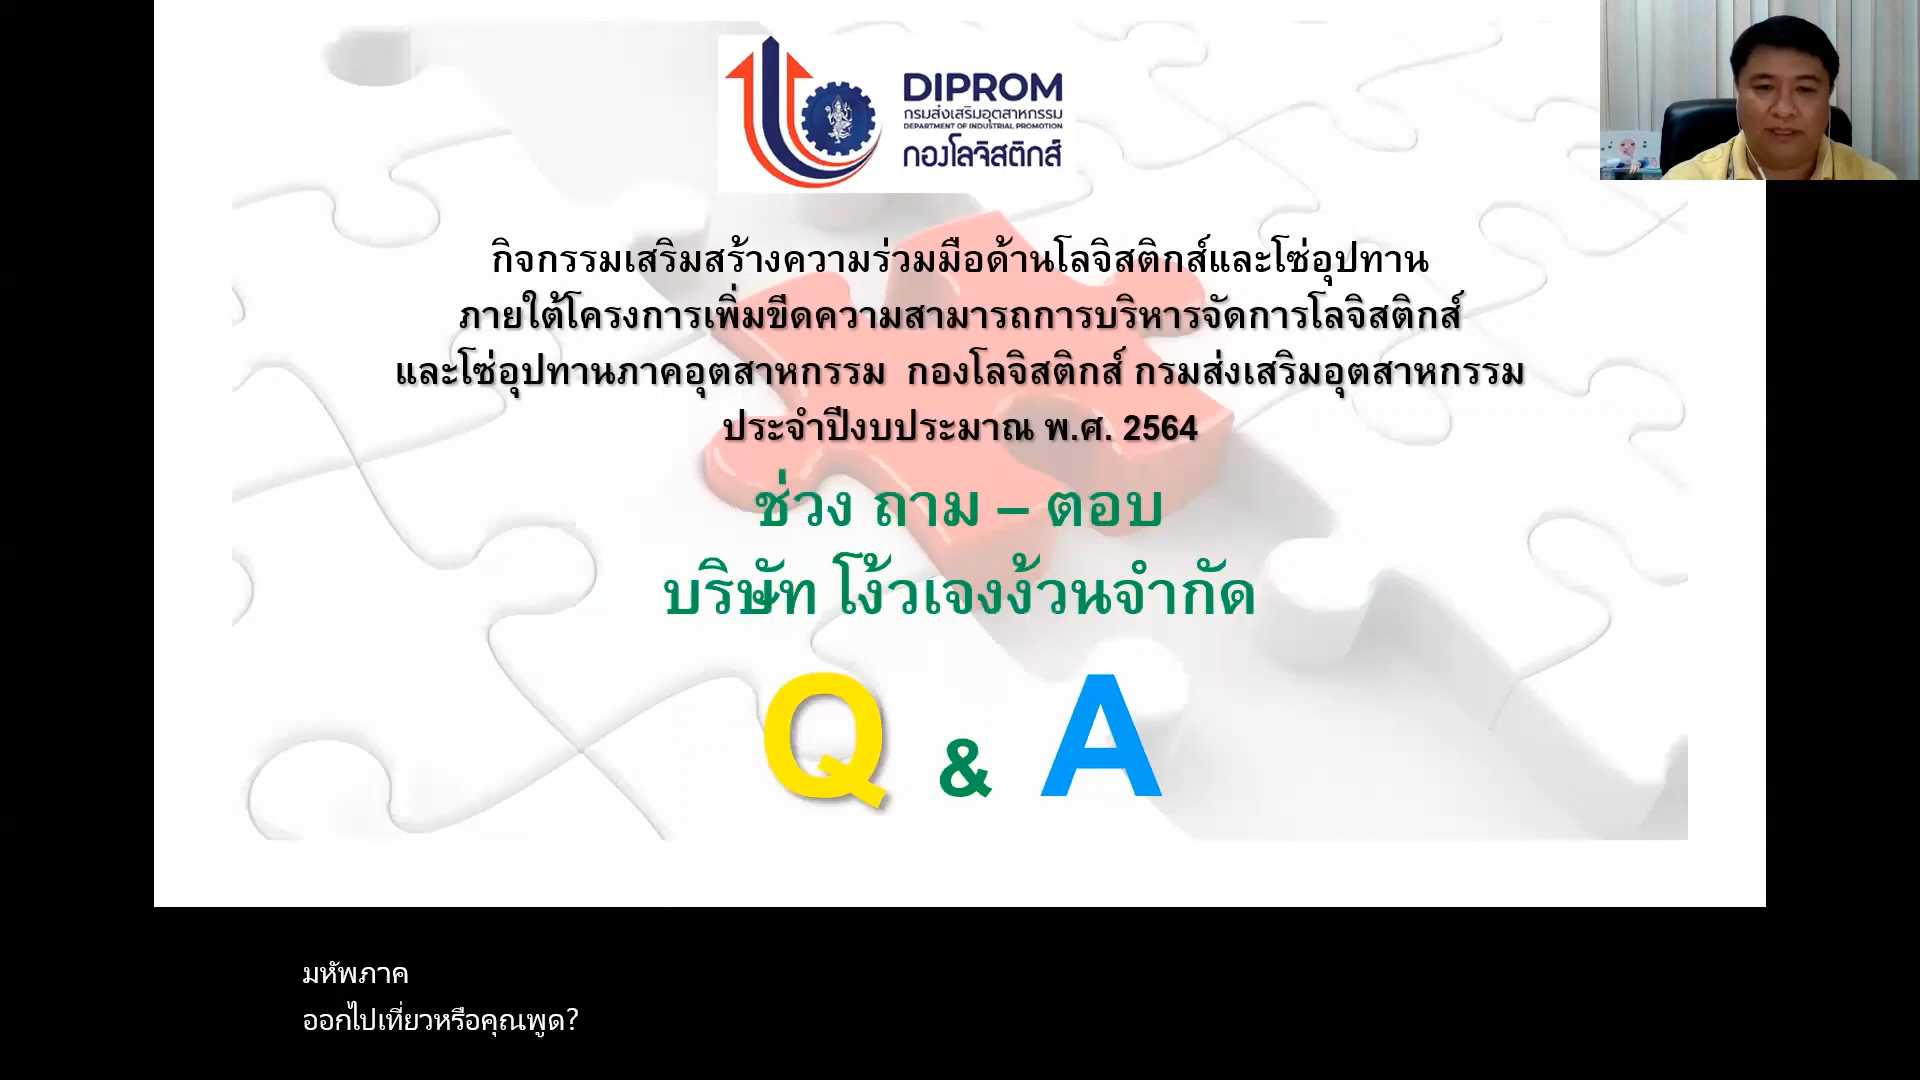 DIPROM
กรมส่งเสริมอุตสาหกรรม
DEPARTMENT OF INDUSTRIAL PROMOTION
กองโลจิสติกส์
กิจกรรมเสริมสร้างความร่วมมือด้านโลจิสติกส์และโซ่อุปทาน
ภายใต้โครงการเพิ่มขีดความสามารถการบริหารจัดการโลจิสติกส์
และโซ่อุปทานภาคอุตสาหกรรม กองโลจิสติกส์ กรมส่งเสริมอุตสาหกรรม
ประจำปีงบประมาณ พ.ศ. 2564
ช่วง ถาม – ตอบ
บริษัท โง้วเจงง้วนจำกัด
Q & A
มหัพภาค
ออกไปเที่ยวหรือคุณพูด?